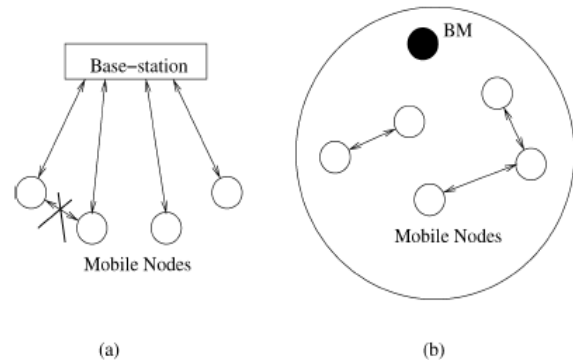 Base-station
Mobile Nodes
(a)
BM
Mobile Nodes
(b)